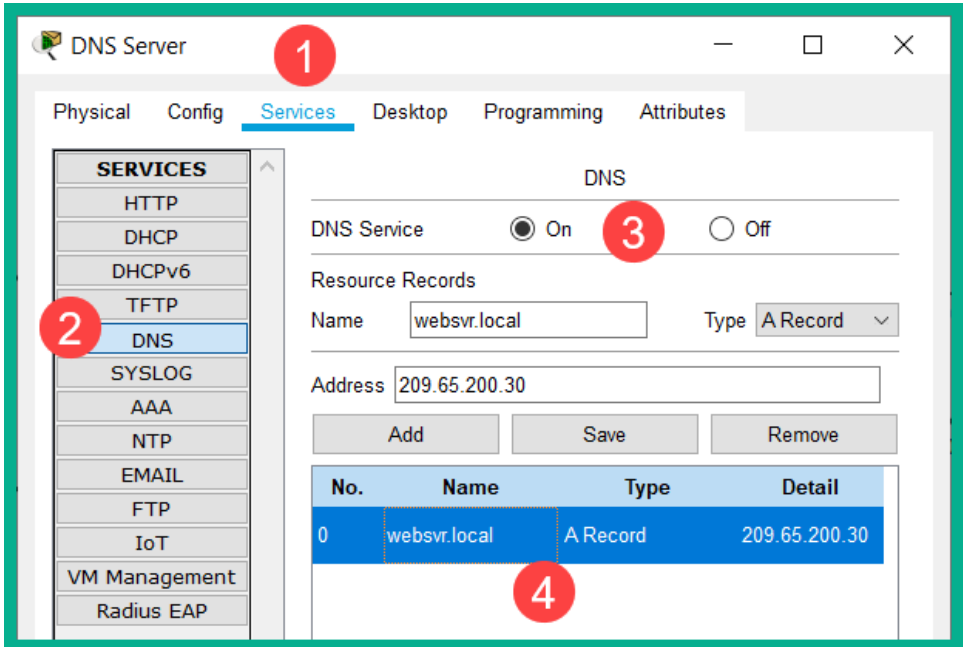 DNS Server
1
Physical Config Services Desktop Programming Attributes
SERVICES
HTTP
DHCP
DHCPv6
TFTP
2
DNS
SYSLOG
AAA
NTP
EMAIL
FTP
IoT
VM Management
Radius EAP
DNS
DNS Service On 3 Off
Resource Records
Name websvr.local Type A Record
Address 209.65.200.30
Add Save Remove
No. Name Type Detail
0 websvr.local A Record 209.65.200.30
4